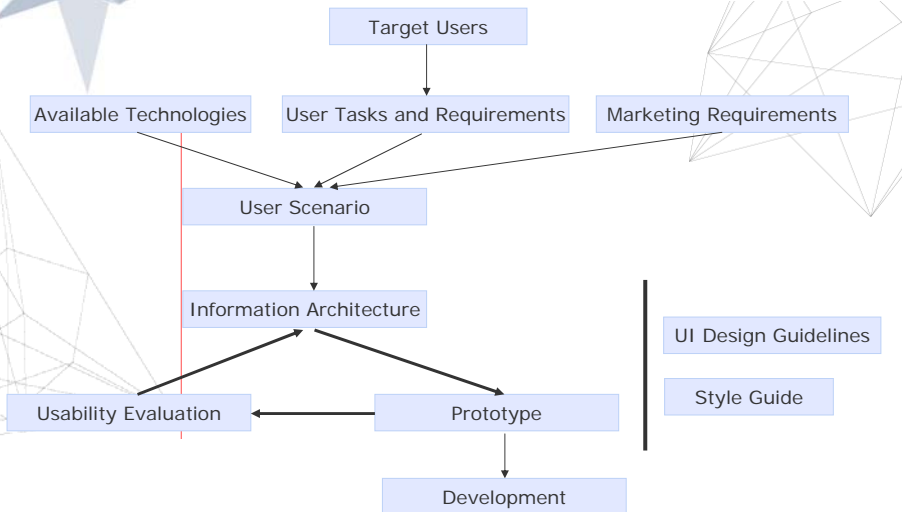 Target Users
Available Technologies
User Tasks and Requirements
Marketing Requirements
User Scenario
Information Architecture
UI Design Guidelines
Style Guide
Usability Evaluation
Prototype
Development